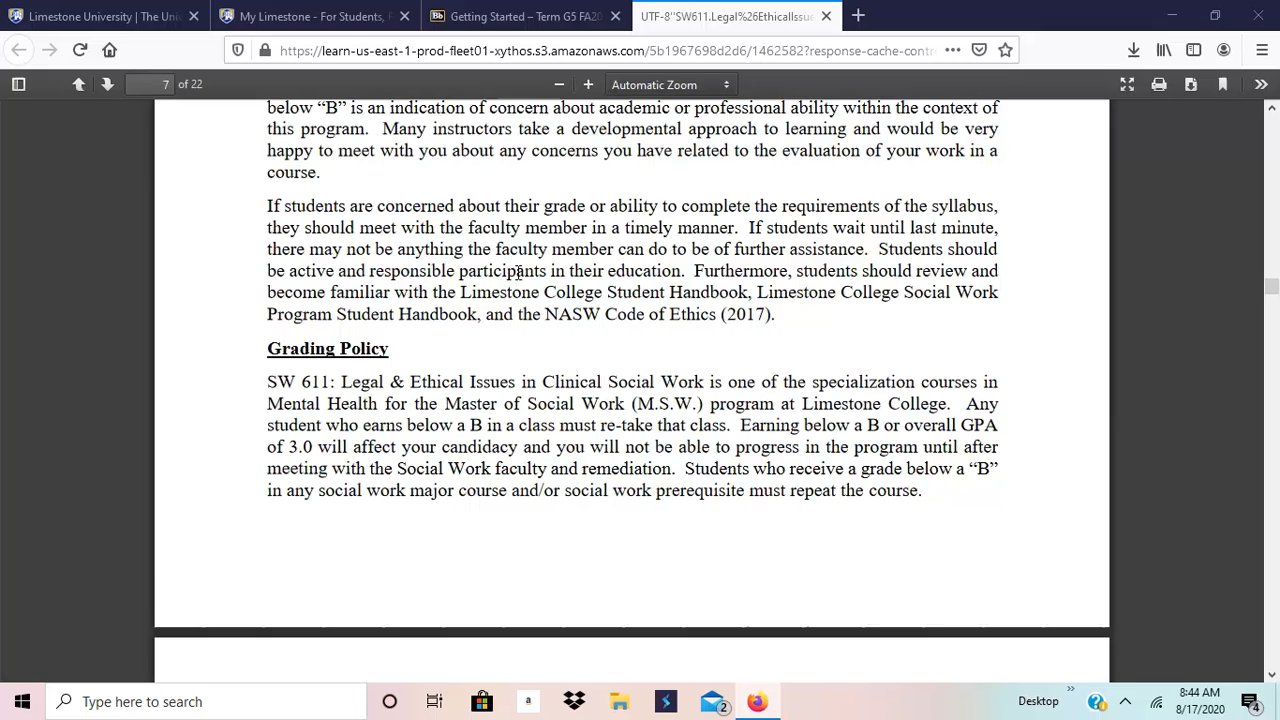 Limestone University | The Uni
My Limestone - For Students, F
Bb Getting Started – Term G5 FA20
UTF-8''SW611.Legal%26EthicalIssue
https://learn-us-east-1-prod-fleet01-xythos.s3.amazonaws.com/5b1967698c2d6/1462582?response-cache-contr
7 of 22
Automatic Zoom
below “B” is an indication of concern about academic or professional ability within the context of
this program. Many instructors take a developmental approach to learning and would be very
happy to meet with you about any concerns you have related to the evaluation of your work in a
course.
If students are concerned about their grade or ability to complete the requirements of the syllabus,
they should meet with the faculty member in a timely manner. If students wait until last minute,
there may not be anything the faculty member can do to be of further assistance. Students should
be active and responsible participants in their education. Furthermore, students should review and
become familiar with the Limestone College Student Handbook, Limestone College Social Work
Program Student Handbook, and the NASW Code of Ethics (2017).
Grading Policy
SW 611: Legal & Ethical Issues in Clinical Social Work is one of the specialization courses in
Mental Health for the Master of Social Work (M.S.W.) program at Limestone College. Any
student who earns below a B in a class must re-take that class. Earning below a B or overall GPA
of 3.0 will affect your candidacy and you will not be able to progress in the program until after
meeting with the Social Work faculty and remediation. Students who receive a grade below a “B”
in any social work major course and/or social work prerequisite must repeat the course.
Type here to search
a
2
Desktop
8:44 AM
8/17/2020
4